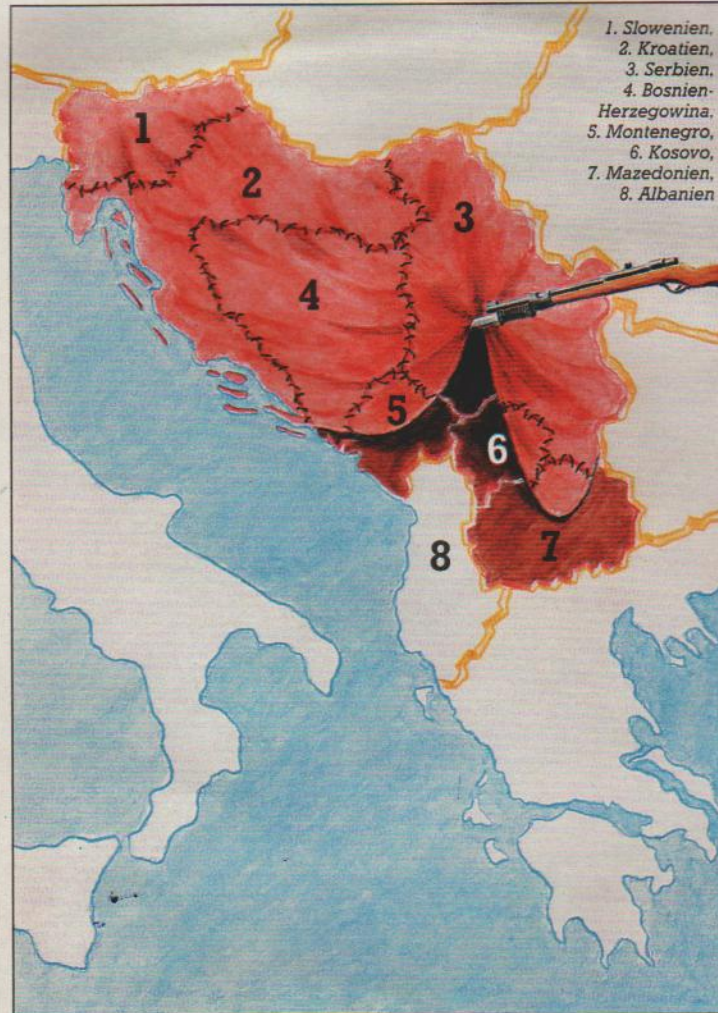 1. Slowenien,
2. Kroatien,
3. Serbien,
4. Bosnien-
Herzegowina,
5. Montenegro,
6. Kosovo,
7. Mazedonien,
8. Albanien
1
2
3
4
5
6
7
8